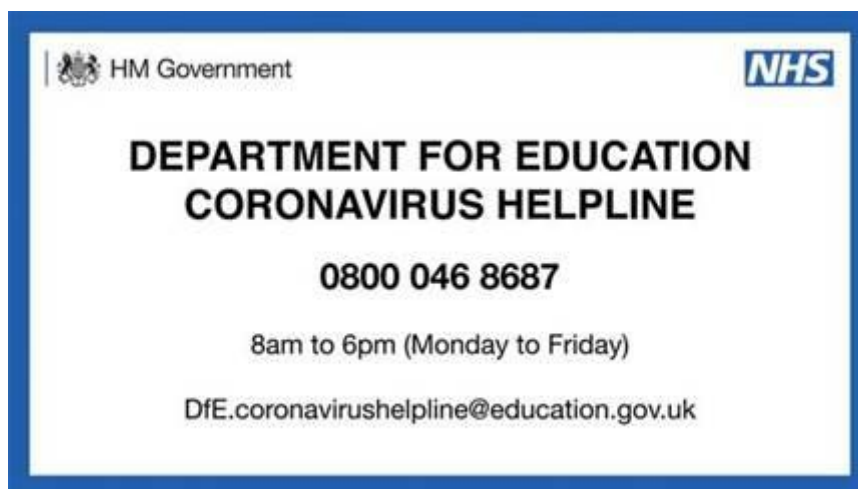 HM Government
NHS
DEPARTMENT FOR EDUCATION
CORONAVIRUS HELPLINE
0800 046 8687
8am to 6pm (Monday to Friday)
DfE.coronavirushelpline@education.gov.uk